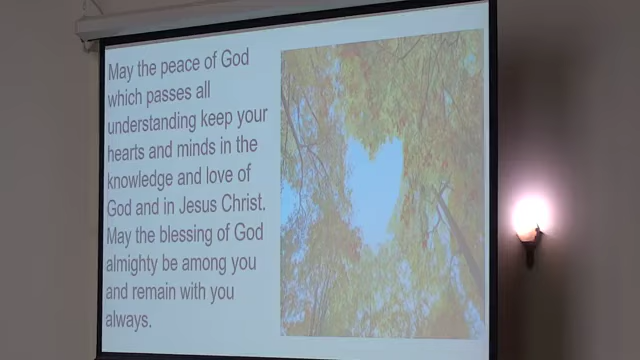 May the peace of God
which passes all
understanding keep your
hearts and minds in the
knowledge and love of
God and in Jesus Christ.
May the blessing of God
almighty be among you
and remain with you
always.